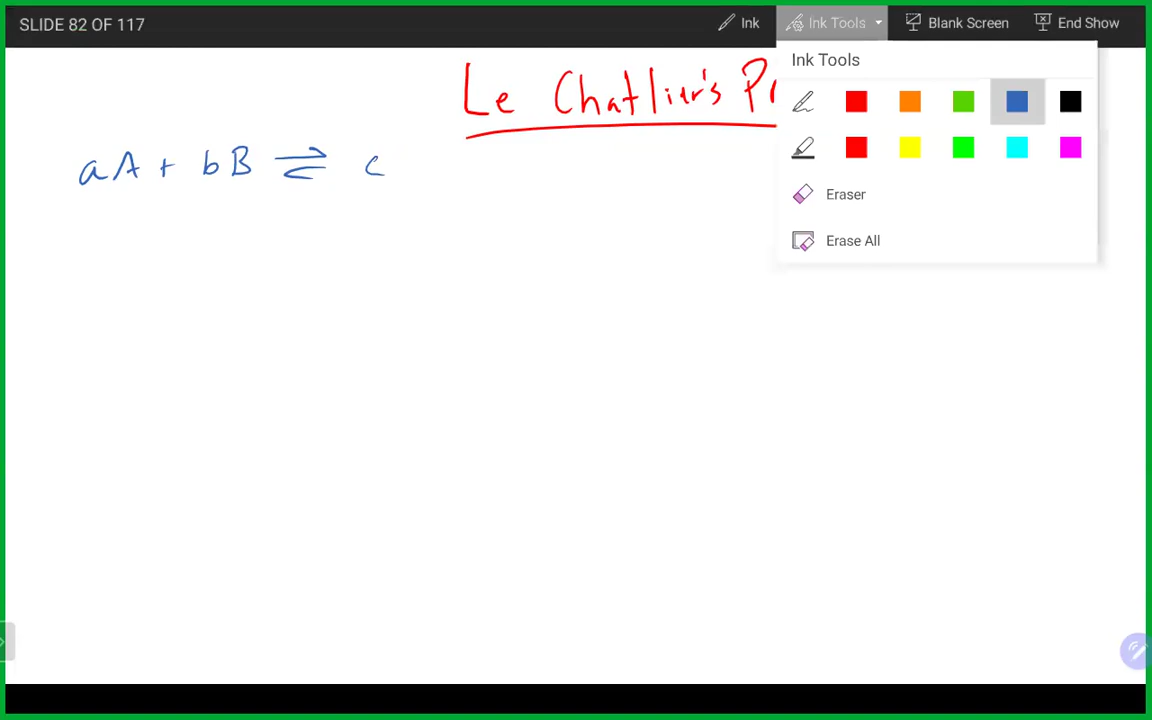 SLIDE 82 OF 117
Ink
Ink Tools
Blank Screen
End Show
Ink Tools
Le Chatlier's Pr
aA + bB ⇌ c
Eraser
Erase All